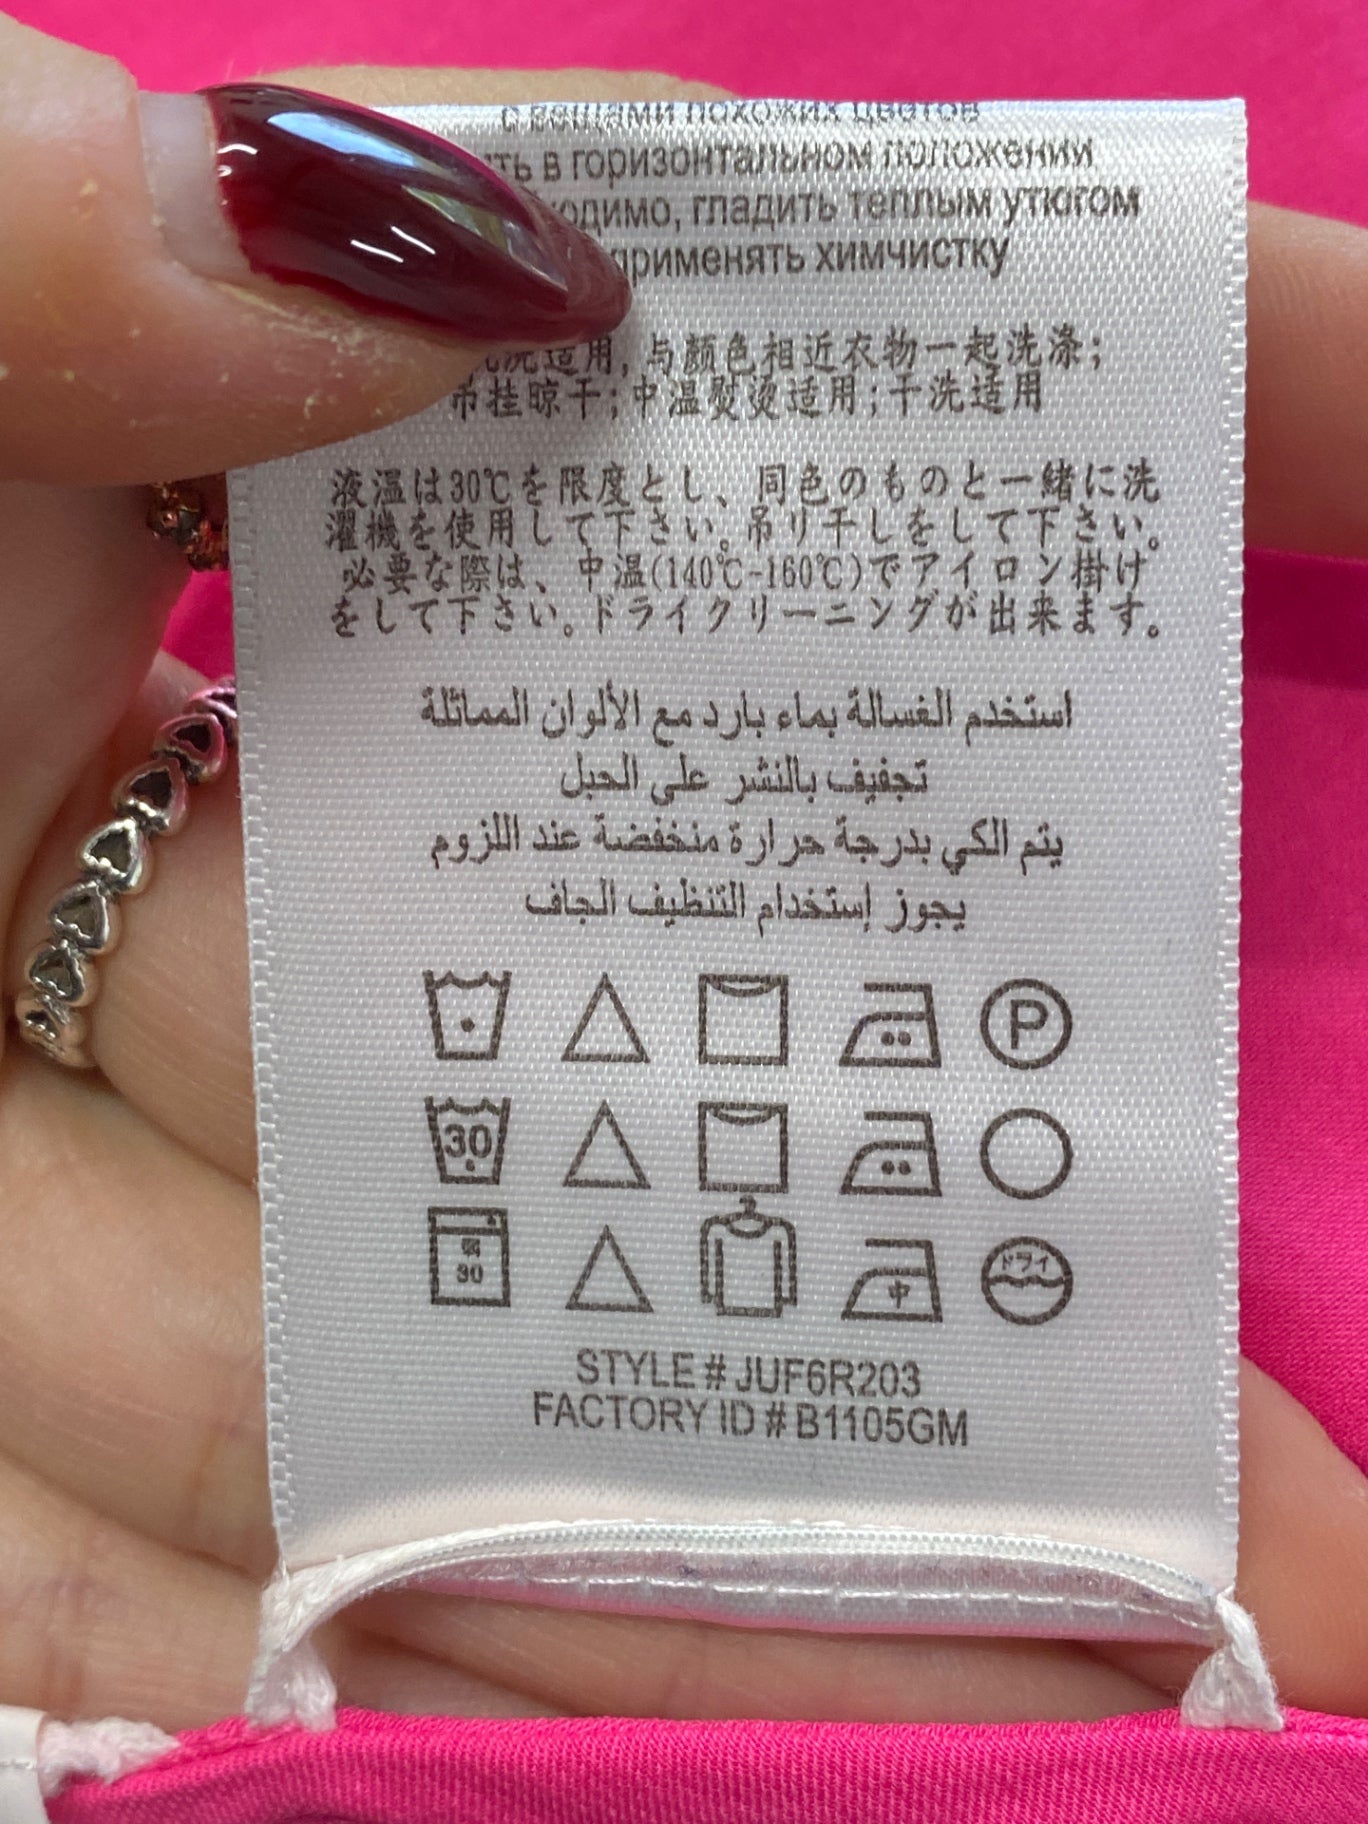 с вещами похожих цветов
в горизонтальном положении
гладить теплым утюгом
применять химчистку
洗适用,与颜色相近衣物一起洗涤;
吊挂晾干;中温熨烫适用;干洗适用
液温は30℃を限度とし、同色のものと一緒に洗
濯機を使用して下さい。吊り干しをして下さい。
必要な際は、中温(140℃-160℃)でアイロン掛け
をして下さい。ドライクリーニングが出来ます。
استخدم الغسالة بماء بارد مع الألوان المماثلة
تجفيف بالنشر على الحبل
يتم الكي بدرجة حرارة منخفضة عند اللزوم
يجوز إستخدام التنظيف الجاف
P
30
30 中 ドライ
STYLE # JUF6R203
FACTORY ID # B1105GM